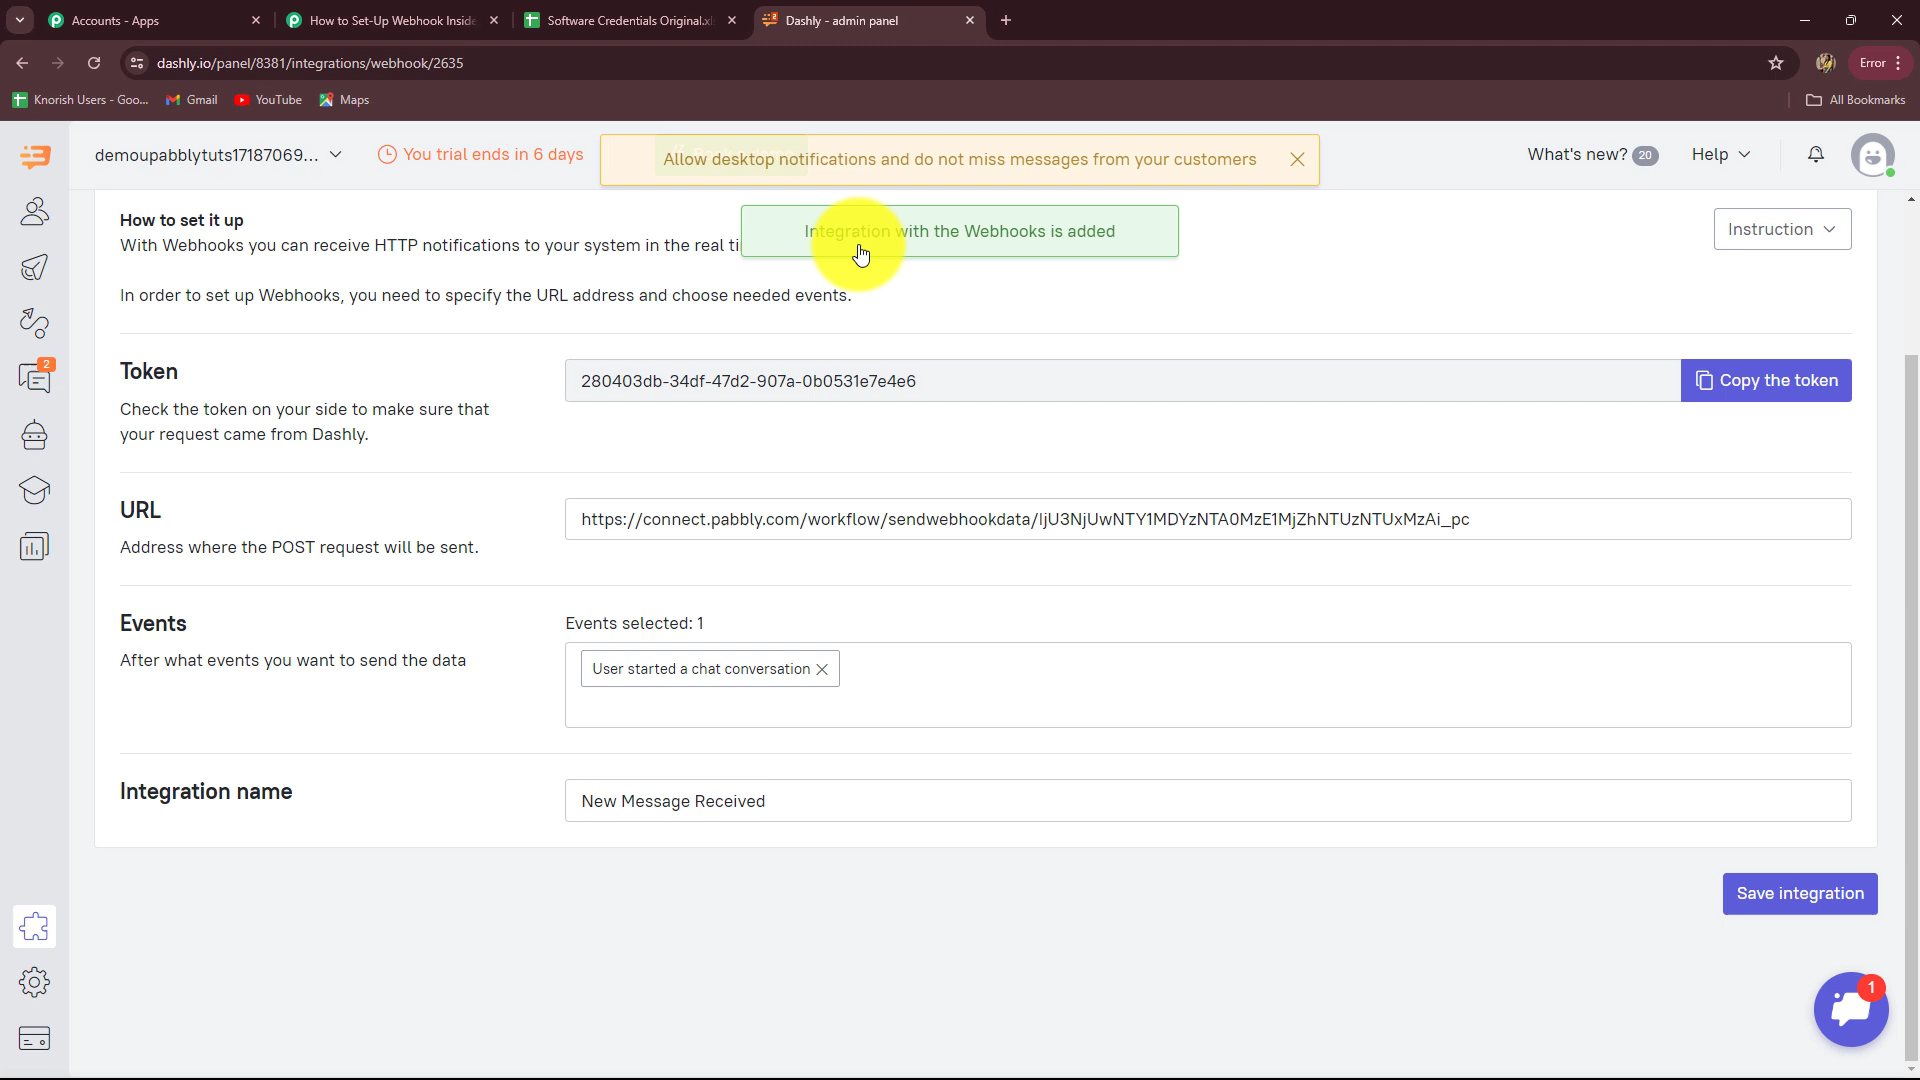 Accounts - Apps
How to Set-Up Webhook Inside
Software Credentials Original.xl
Dashly - admin panel
dashly.io/panel/8381/integrations/webhook/2635
Error
Knorish Users - Goo...
Gmail
YouTube
Maps
All Bookmarks
demoupabblytuts17187069...
You trial ends in 6 days
Allow desktop notifications and do not miss messages from your customers
What's new? 20
Help
How to set it up
With Webhooks you can receive HTTP notifications to your system in the real ti
Integration with the Webhooks is added
Instruction
In order to set up Webhooks, you need to specify the URL address and choose needed events.
Token
280403db-34df-47d2-907a-0b0531e7e4e6
Copy the token
Check the token on your side to make sure that
your request came from Dashly.
2
URL
https://connect.pabbly.com/workflow/sendwebhookdata/IjU3NjUwNTY1MDYzNTA0MzE1MjZhNTUzNTUxMzAi_pc
Address where the POST request will be sent.
Events
Events selected: 1
After what events you want to send the data
User started a chat conversation
Integration name
New Message Received
Save integration
1